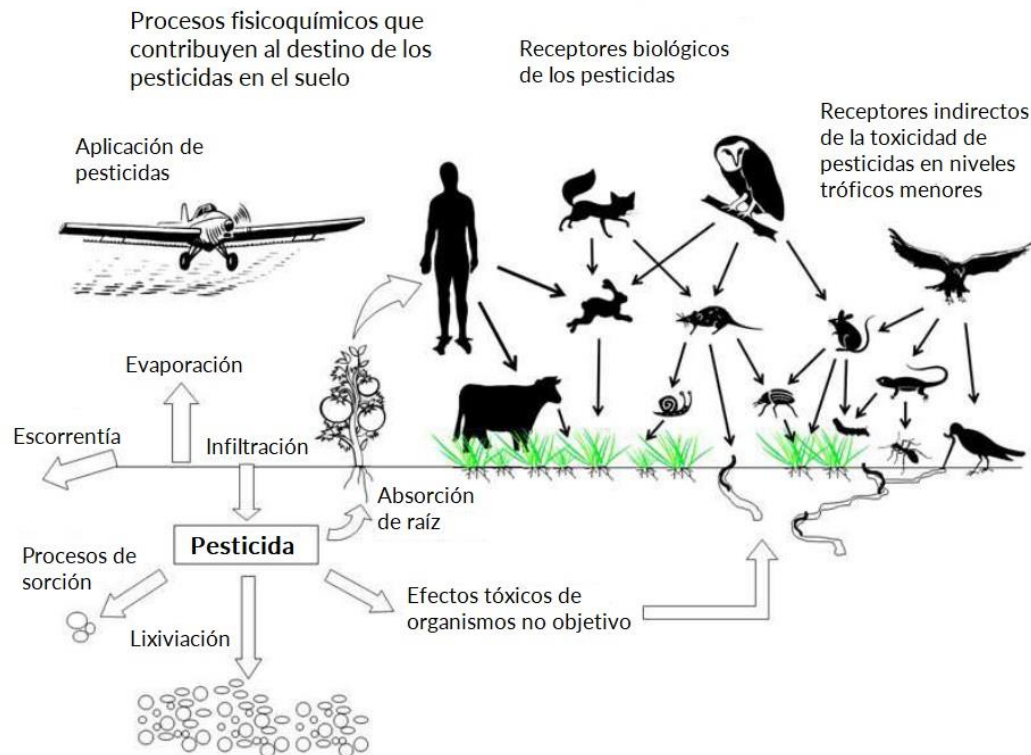 Procesos fisicoquímicos que
contribuyen al destino de los
pesticidas en el suelo
Receptores biológicos
de los pesticidas
Receptores indirectos
de la toxicidad de
pesticidas en niveles
tróficos menores
Aplicación de
pesticidas
Evaporación
Escorrentía
Infiltración
Absorción
de raíz
Pesticida
Procesos de
sorción
Lixiviación
Efectos tóxicos de
organismos no objetivo